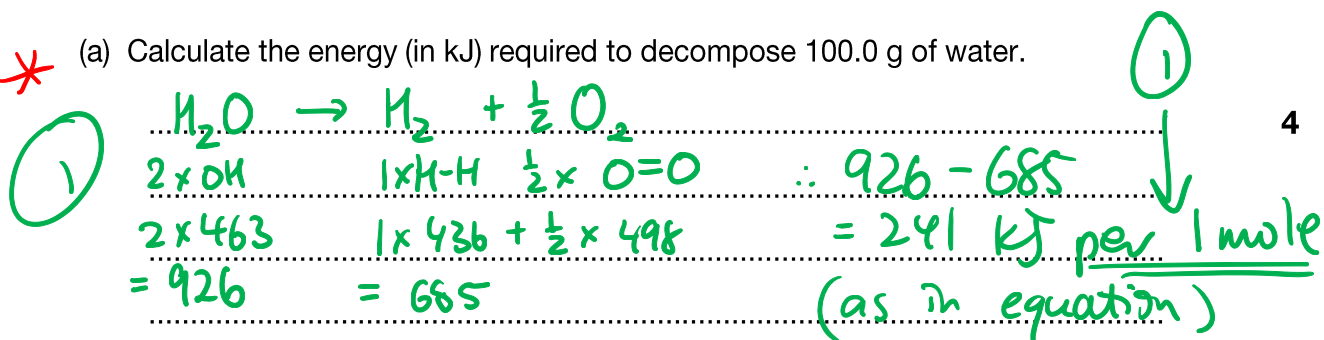 (a) Calculate the energy (in kJ) required to decompose 100.0 g of water.
1
H₂O → H₂ + ½ O₂
4
1
2 x OH 1xH-H ½ x O=O ∴ 926 - 685
2 x 463 1 x 436 + ½ x 498 = 241 kJ per 1 mole
= 926 = 685 (as in equation)